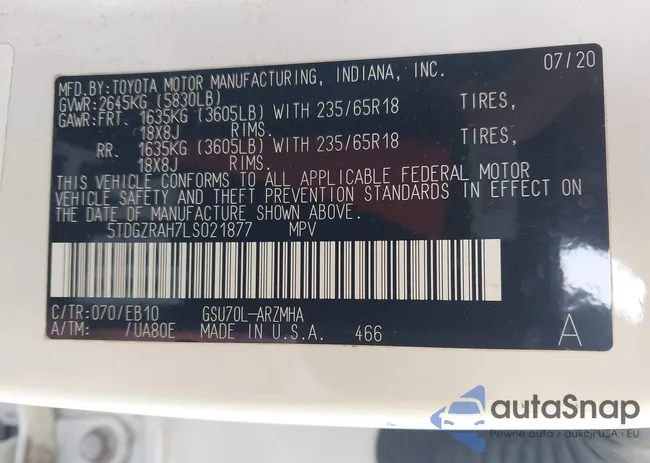 MFD.BY:TOYOTA MOTOR MANUFACTURING, INDIANA, INC. 07/20
GVWR:2645KG (5830LB)
GAWR:FRT. 1635KG (3605LB) WITH 235/65R18 TIRES,
18X8J RIMS.
RR. 1635KG (3605LB) WITH 235/65R18 TIRES,
18X8J RIMS.
THIS VEHICLE CONFORMS TO ALL APPLICABLE FEDERAL MOTOR
VEHICLE SAFETY AND THEFT PREVENTION STANDARDS IN EFFECT ON
THE DATE OF MANUFACTURE SHOWN ABOVE.
5TDGZRAH7LS021877 MPV
C/TR:070/EB10 GSU70L-ARZMHA
A/TM: /UA80E MADE IN U.S.A. 466 A
autaSnap
Pewne auta z aukcji USA i EU